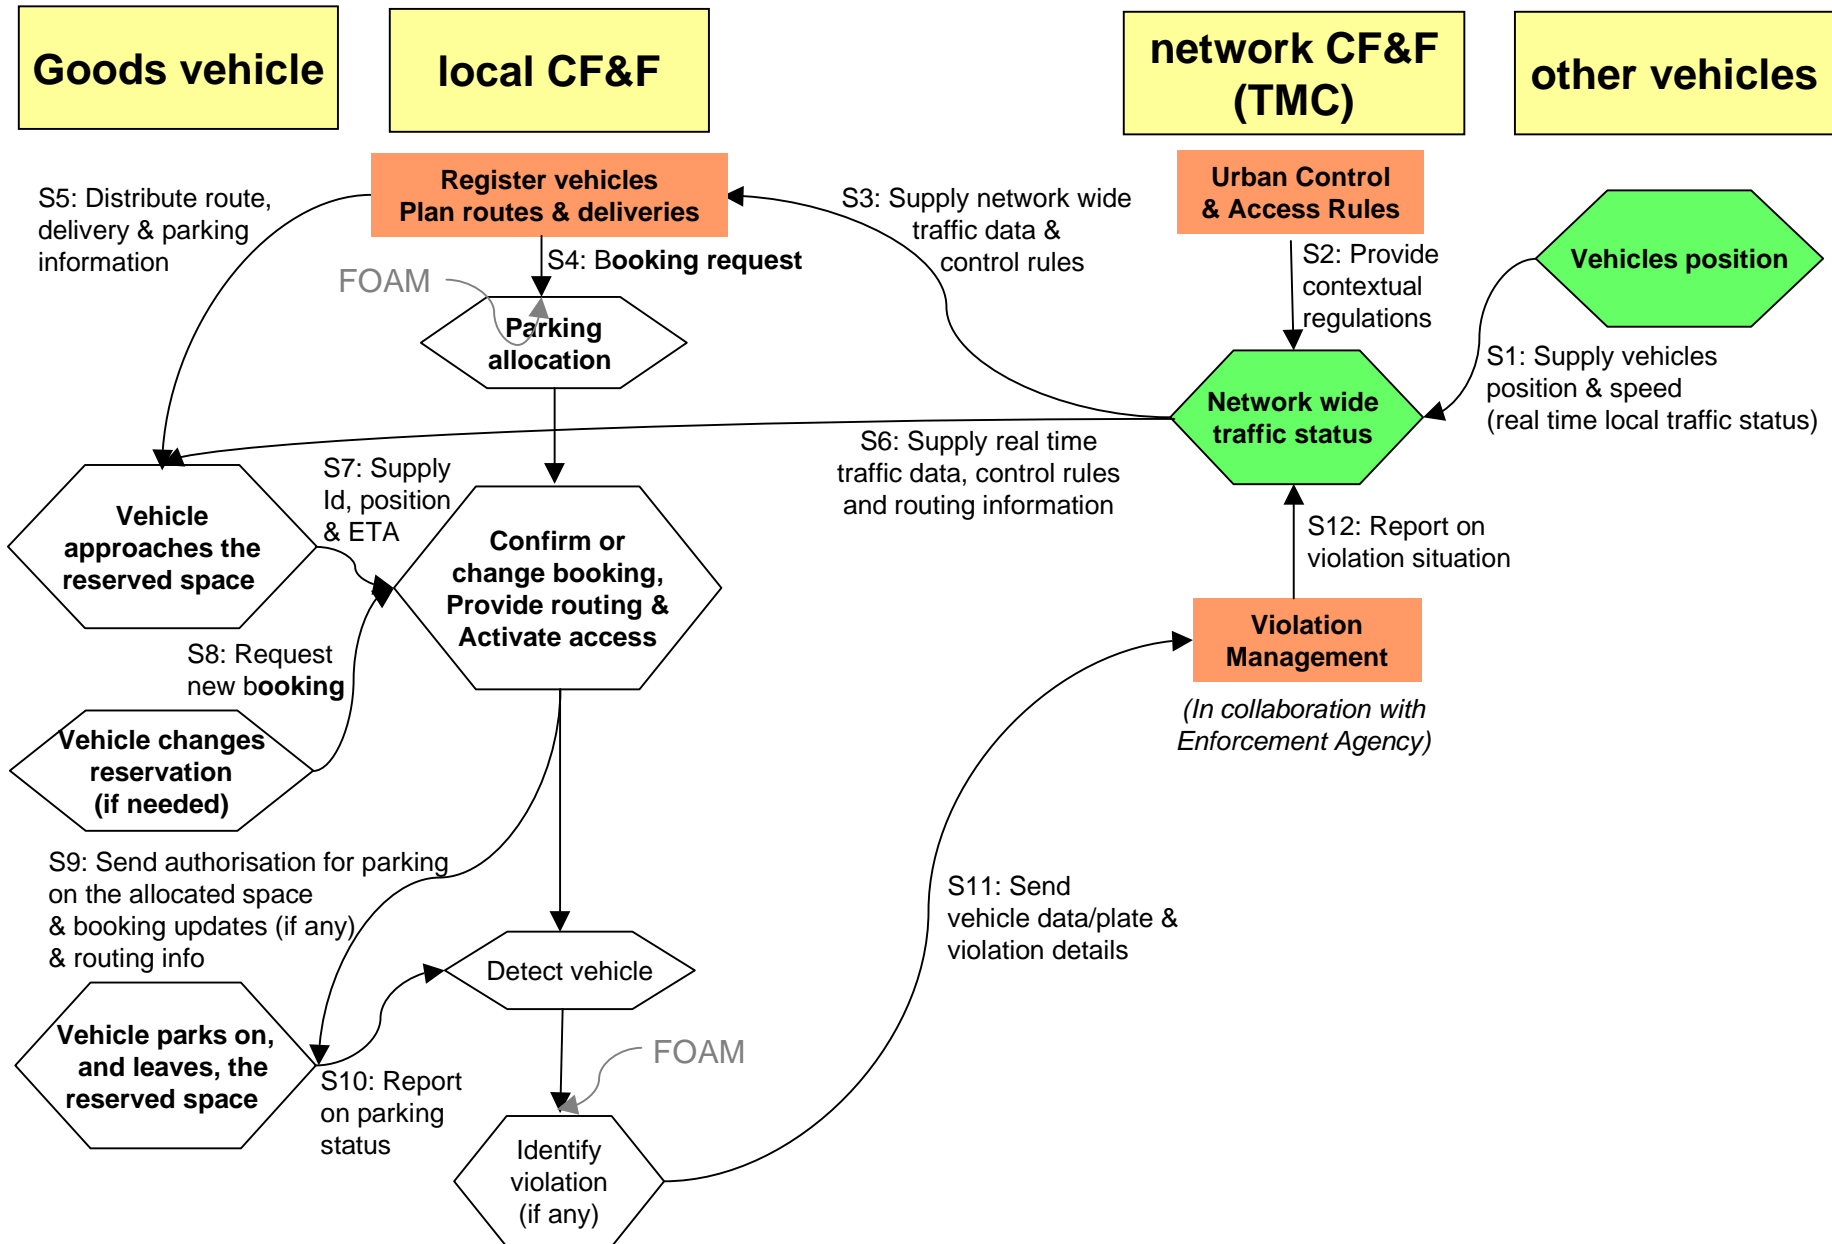 Goods vehicle
local CF&F
network CF&F
(TMC)
other vehicles
S5: Distribute route,
delivery & parking
information
Register vehicles
Plan routes & deliveries
S3: Supply network wide
traffic data &
control rules
Urban Control
& Access Rules
Vehicles position
S4: Booking request
FOAM
S2: Provide
contextual
regulations
Parking
allocation
S1: Supply vehicles
position & speed
(real time local traffic status)
Network wide
traffic status
S6: Supply real time
traffic data, control rules
and routing information
S7: Supply
Id, position
& ETA
Vehicle
approaches the
reserved space
Confirm or
change booking,
Provide routing &
Activate access
S12: Report on
violation situation
Violation
Management
(In collaboration with
Enforcement Agency)
S8: Request
new booking
Vehicle changes
reservation
(if needed)
S9: Send authorisation for parking
on the allocated space
& booking updates (if any)
& routing info
S11: Send
vehicle data/plate &
violation details
Detect vehicle
Vehicle parks on,
and leaves, the
reserved space
FOAM
S10: Report
on parking
status
Identify
violation
(if any)